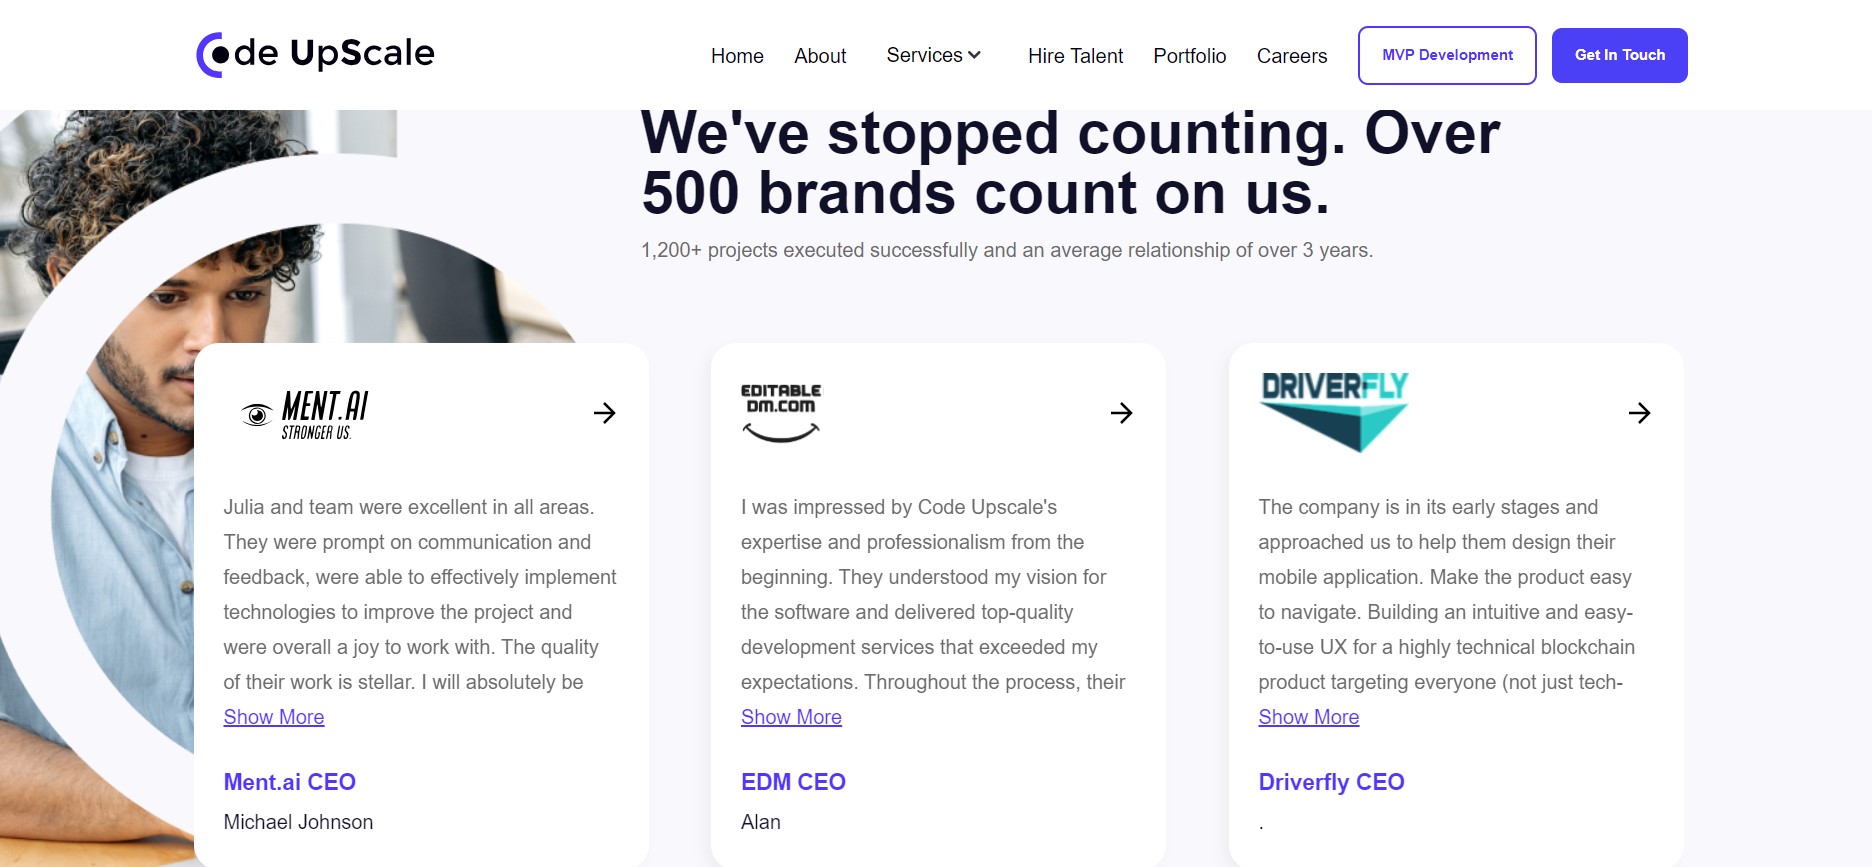 de UpScale
Home About Services Hire Talent Portfolio Careers MVP Development Get In Touch
We've stopped counting. Over
500 brands count on us.
1,200+ projects executed successfully and an average relationship of over 3 years.
MENT.AI
STRONGER US.
Julia and team were excellent in all areas.
They were prompt on communication and
feedback, were able to effectively implement
technologies to improve the project and
were overall a joy to work with. The quality
of their work is stellar. I will absolutely be
Show More
Ment.ai CEO
Michael Johnson
EDITABLE
DM.COM
I was impressed by Code Upscale's
expertise and professionalism from the
beginning. They understood my vision for
the software and delivered top-quality
development services that exceeded my
expectations. Throughout the process, their
Show More
EDM CEO
Alan
DRIVERFLY
The company is in its early stages and
approached us to help them design their
mobile application. Make the product easy
to navigate. Building an intuitive and easy-
to-use UX for a highly technical blockchain
product targeting everyone (not just tech-
Show More
Driverfly CEO
.